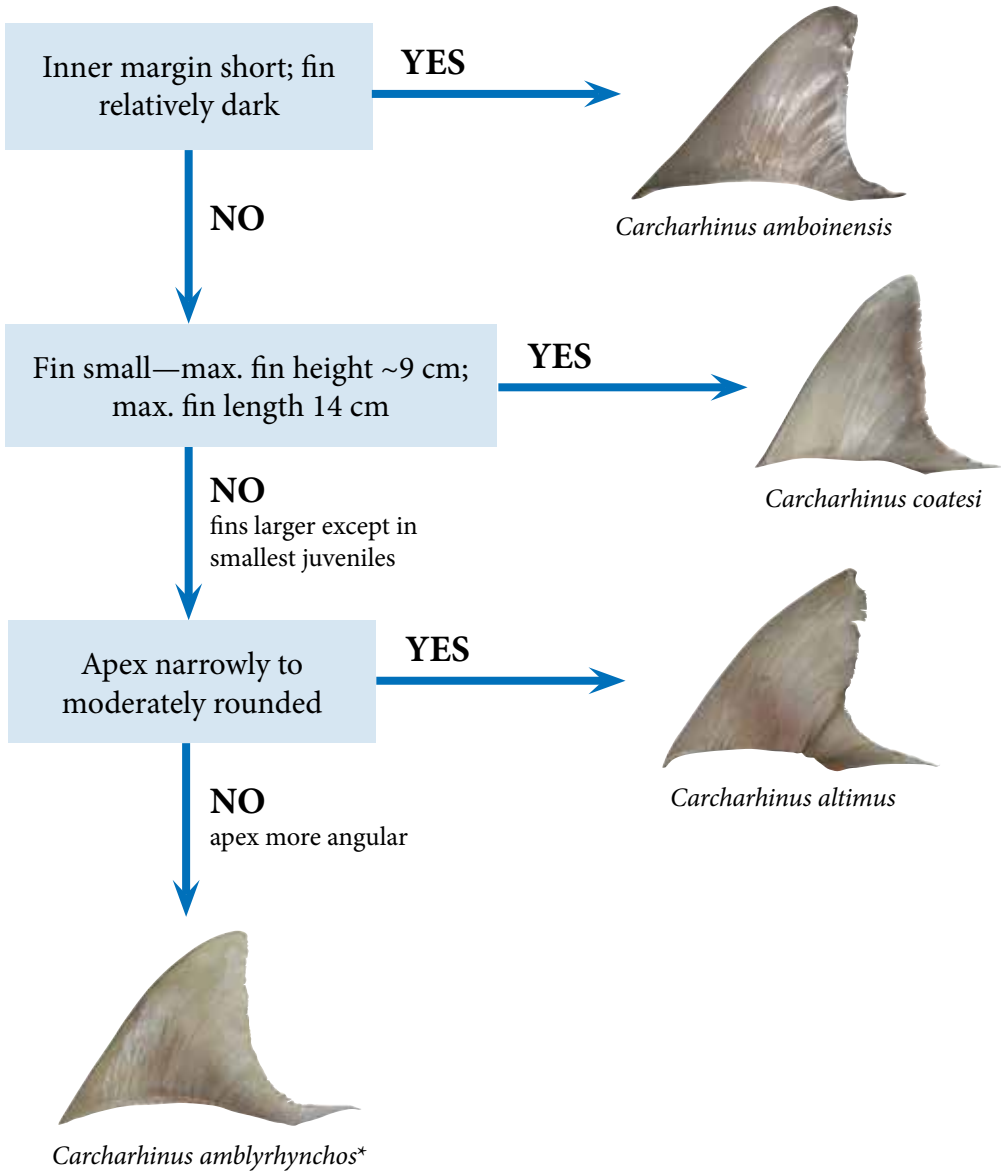 Inner margin short; fin
relatively dark
YES
Carcharhinus amboinensis
NO
Fin small—max. fin height ~9 cm;
max. fin length 14 cm
YES
Carcharhinus coatesi
NO
fins larger except in
smallest juveniles
Apex narrowly to
moderately rounded
YES
Carcharhinus altimus
NO
apex more angular
Carcharhinus amblyrhynchos*